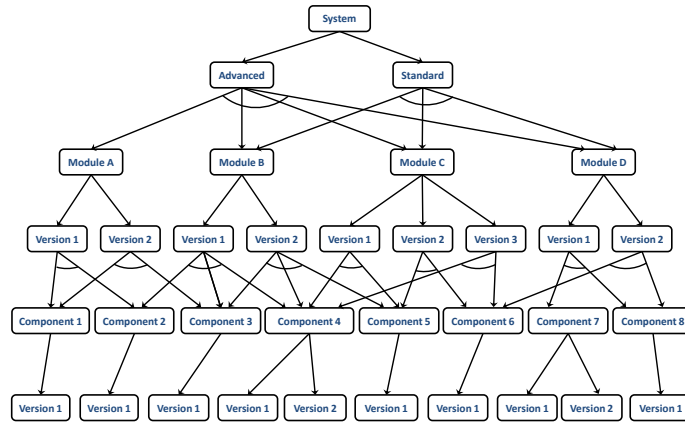 System
Advanced
Standard
Module A
Module B
Module C
Module D
Version 1
Version 2
Version 1
Version 2
Version 1
Version 2
Version 3
Version 1
Version 2
Component 1
Component 2
Component 3
Component 4
Component 5
Component 6
Component 7
Component 8
Version 1
Version 1
Version 1
Version 1
Version 2
Version 1
Version 1
Version 1
Version 2
Version 1